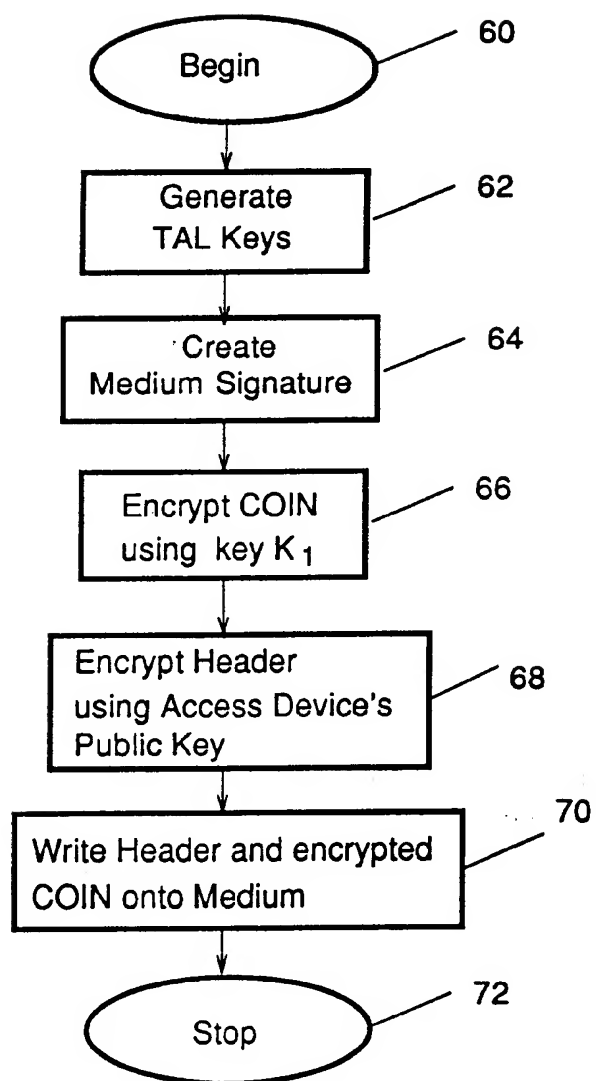 Begin
60
Generate
TAL Keys
62
Create
Medium Signature
64
Encrypt COIN
using key K1
66
Encrypt Header
using Access Device's
Public Key
68
Write Header and encrypted
COIN onto Medium
70
Stop
72